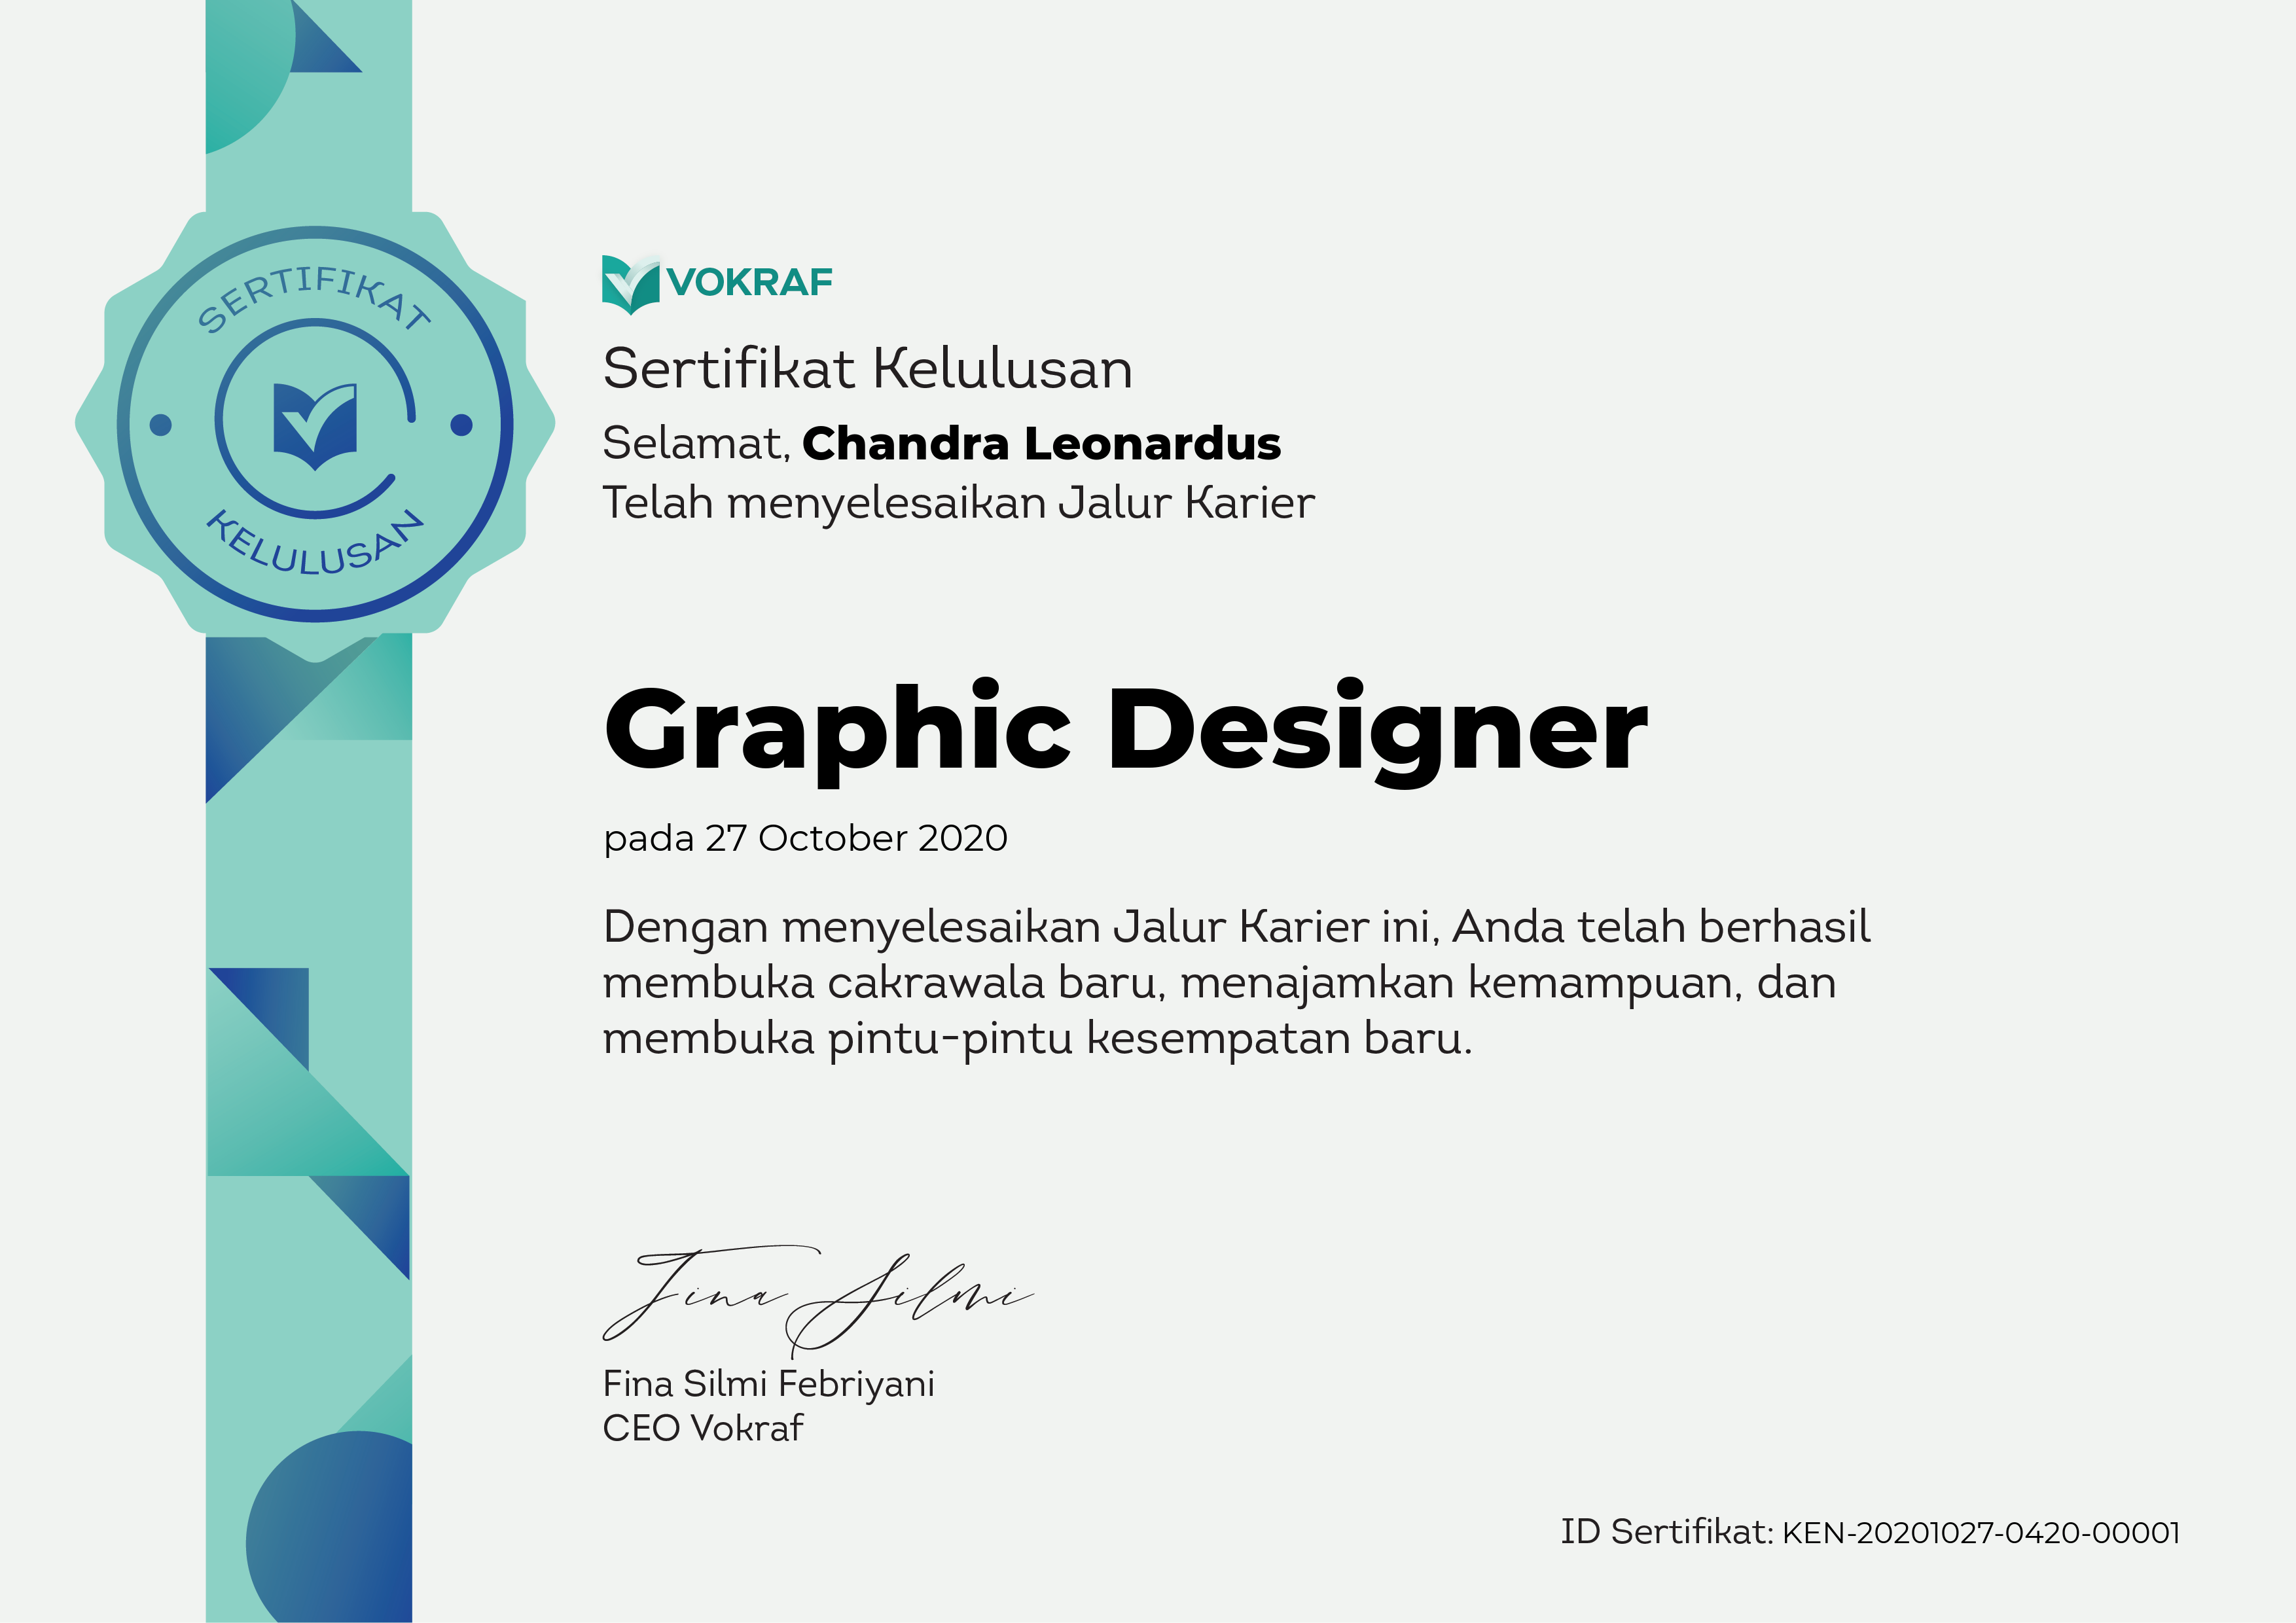 SERTIFIKAT
KELULUSAN
VOKRAF
Sertifikat Kelulusan
Selamat, Chandra Leonardus
Telah menyelesaikan Jalur Karier
Graphic Designer
pada 27 October 2020
Dengan menyelesaikan Jalur Karier ini, Anda telah berhasil
membuka cakrawala baru, menajamkan kemampuan, dan
membuka pintu-pintu kesempatan baru.
Fina Silmi
Fina Silmi Febriyani
CEO Vokraf
ID Sertifikat: KEN-20201027-0420-00001